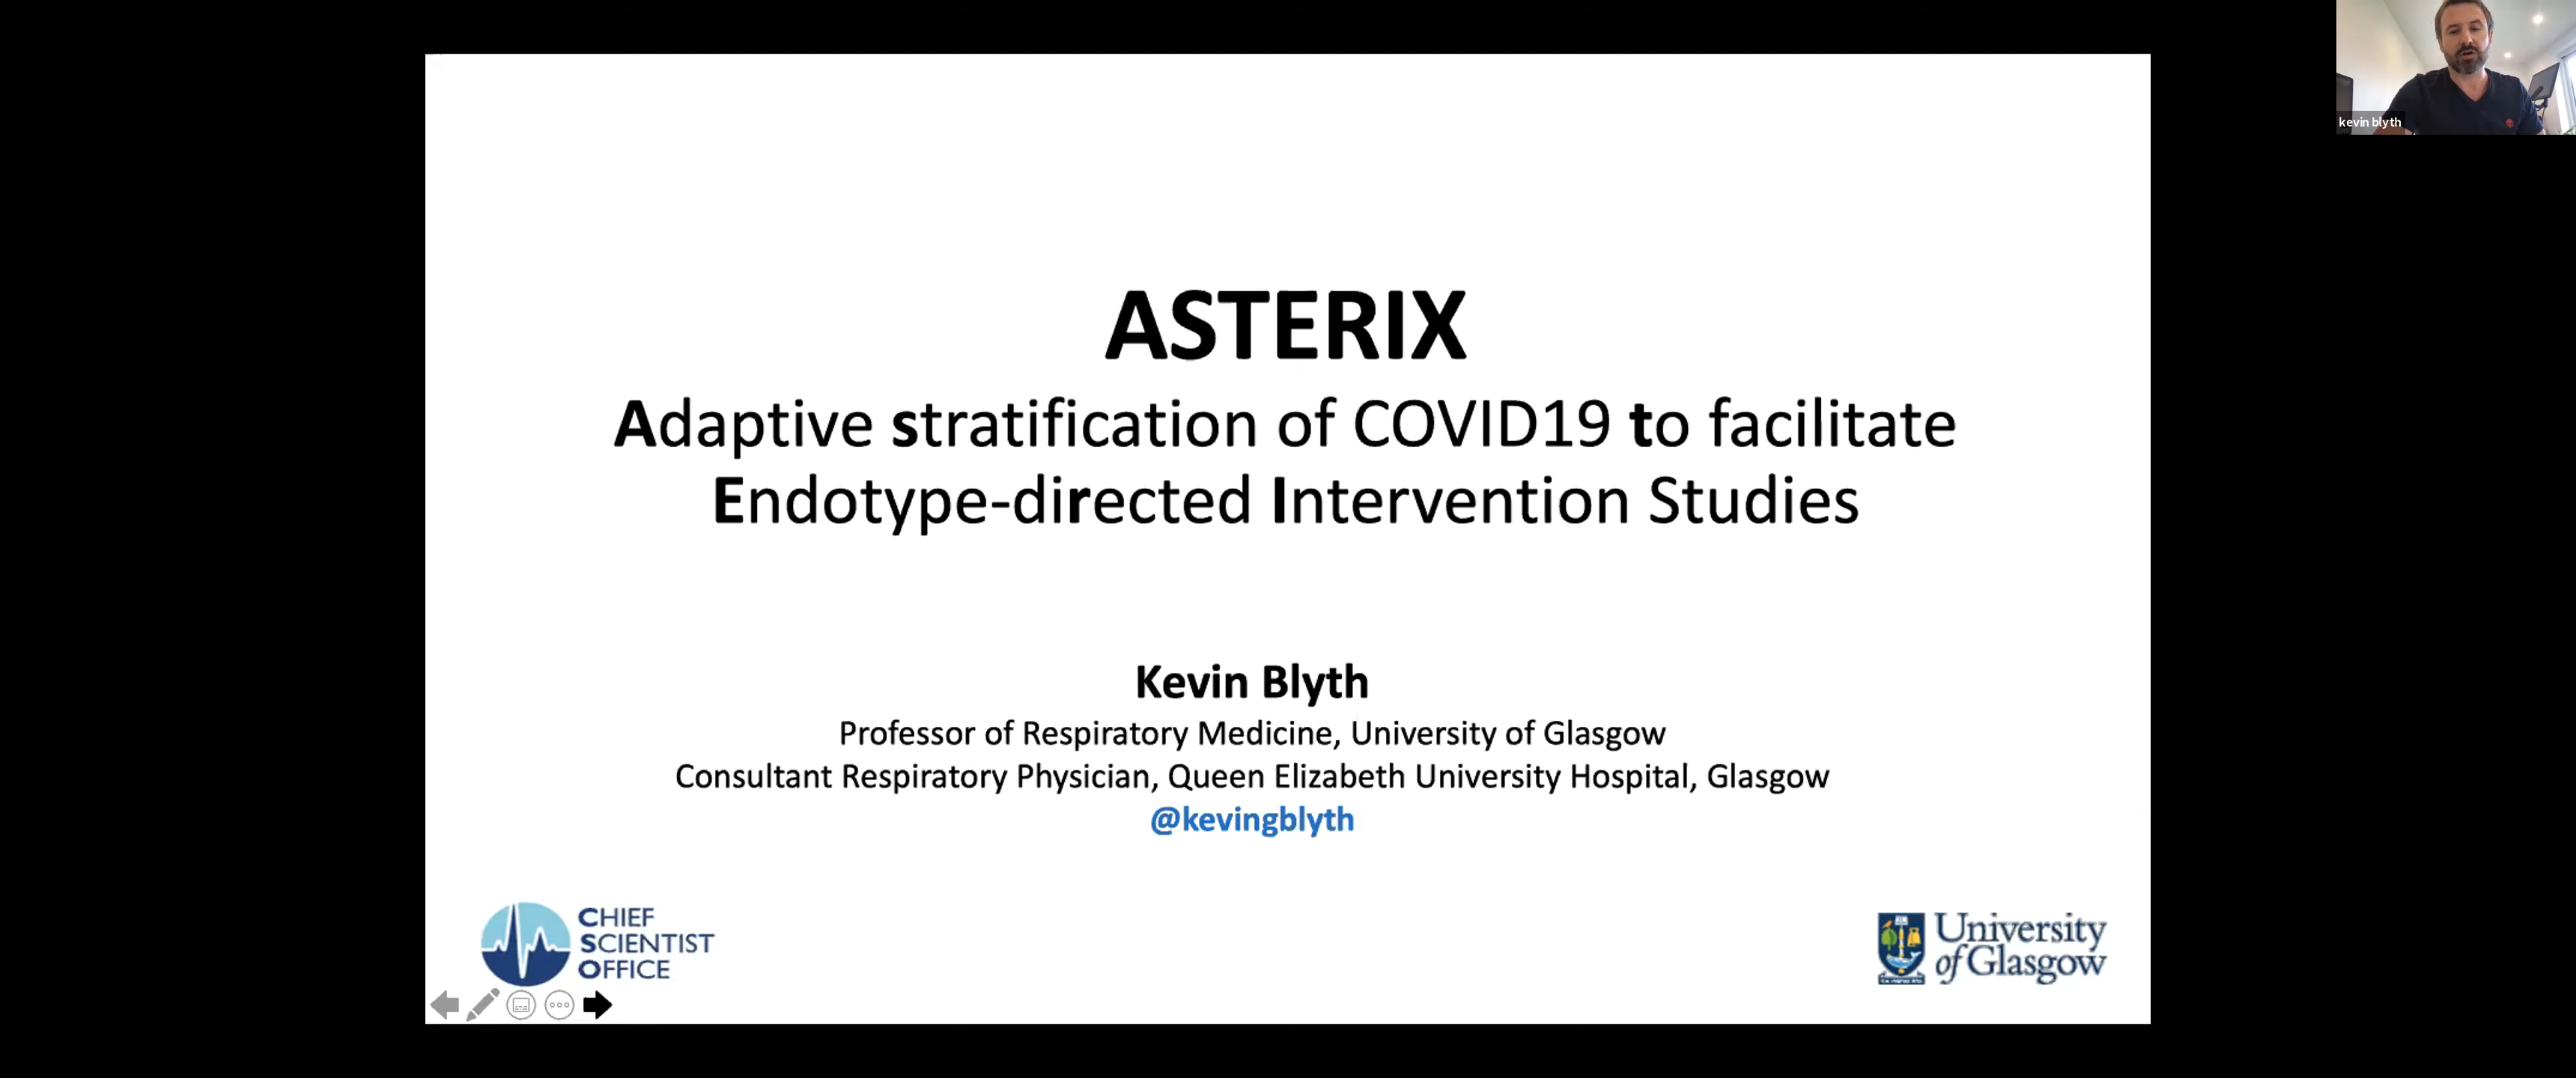 kevin blyth
ASTERIX
Adaptive stratification of COVID19 to facilitate
Endotype-directed Intervention Studies
Kevin Blyth
Professor of Respiratory Medicine, University of Glasgow
Consultant Respiratory Physician, Queen Elizabeth University Hospital, Glasgow
@kevingblyth
CHIEF
SCIENTIST
OFFICE
University
of Glasgow